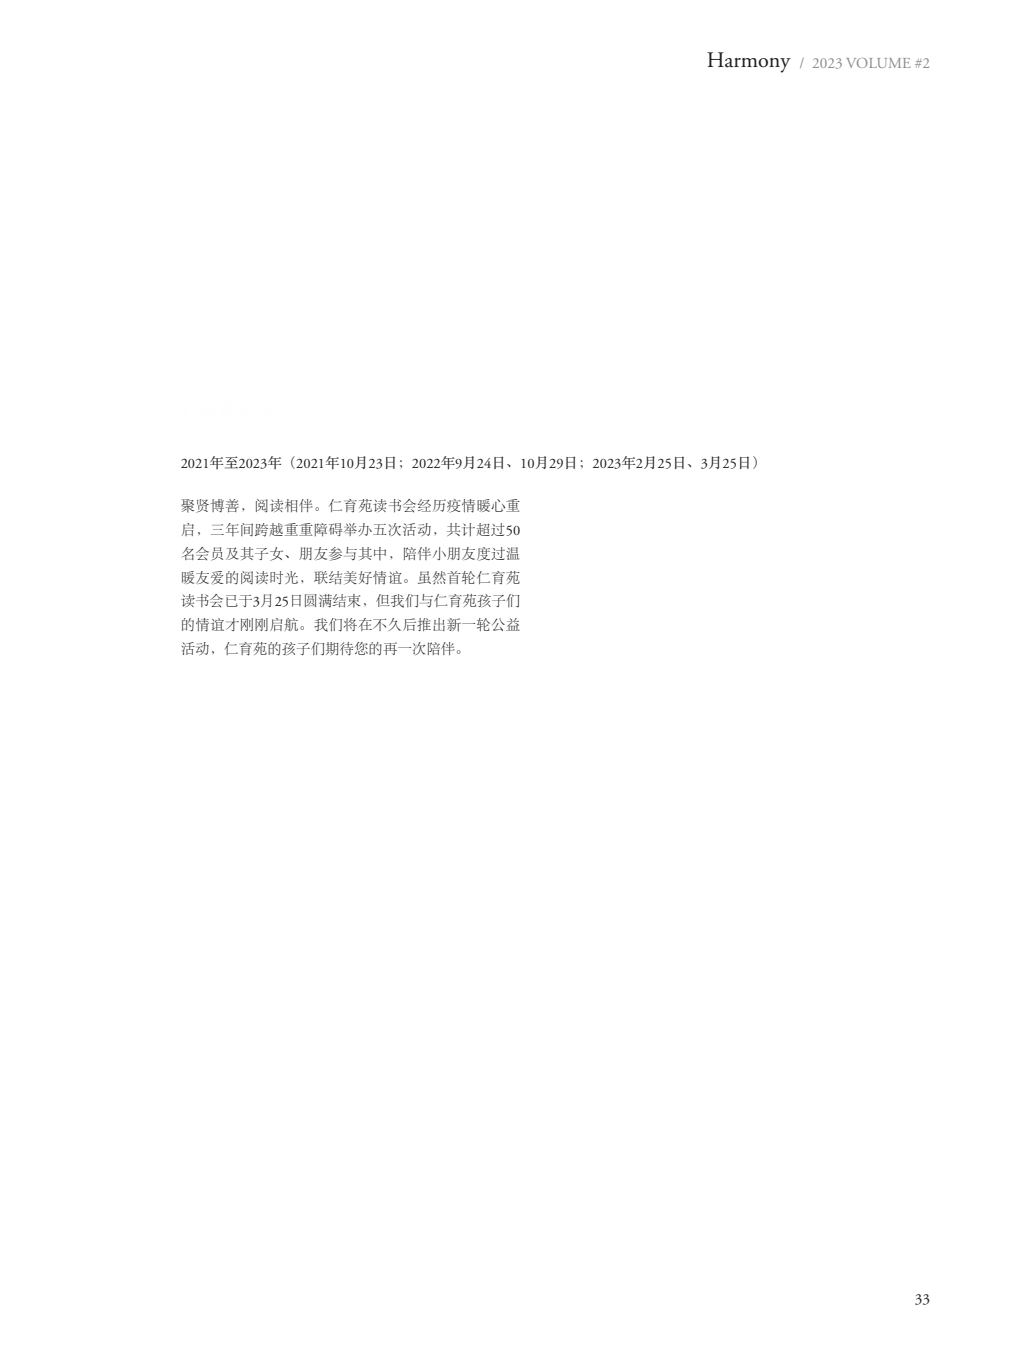 Harmony / 2023 VOLUME #2
2021年至2023年（2021年10月23日；2022年9月24日、10月29日；2023年2月25日、3月25日）
聚贤博善，阅读相伴。仁育苑读书会经历疫情暖心重
启，三年间跨越重重障碍举办五次活动，共计超过50
名会员及其子女、朋友参与其中，陪伴小朋友度过温
暖友爱的阅读时光，联结美好情谊。虽然首轮仁育苑
读书会已于3月25日圆满结束，但我们与仁育苑孩子们
的情谊才刚刚启航。我们将在不久后推出新一轮公益
活动，仁育苑的孩子们期待您的再一次陪伴。
33